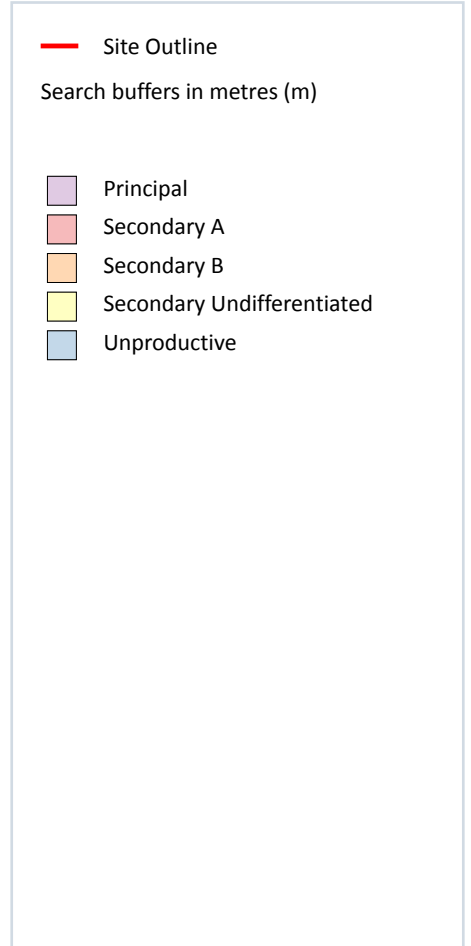 Site Outline
Search buffers in metres (m)
Principal
Secondary A
Secondary B
Secondary Undifferentiated
Unproductive